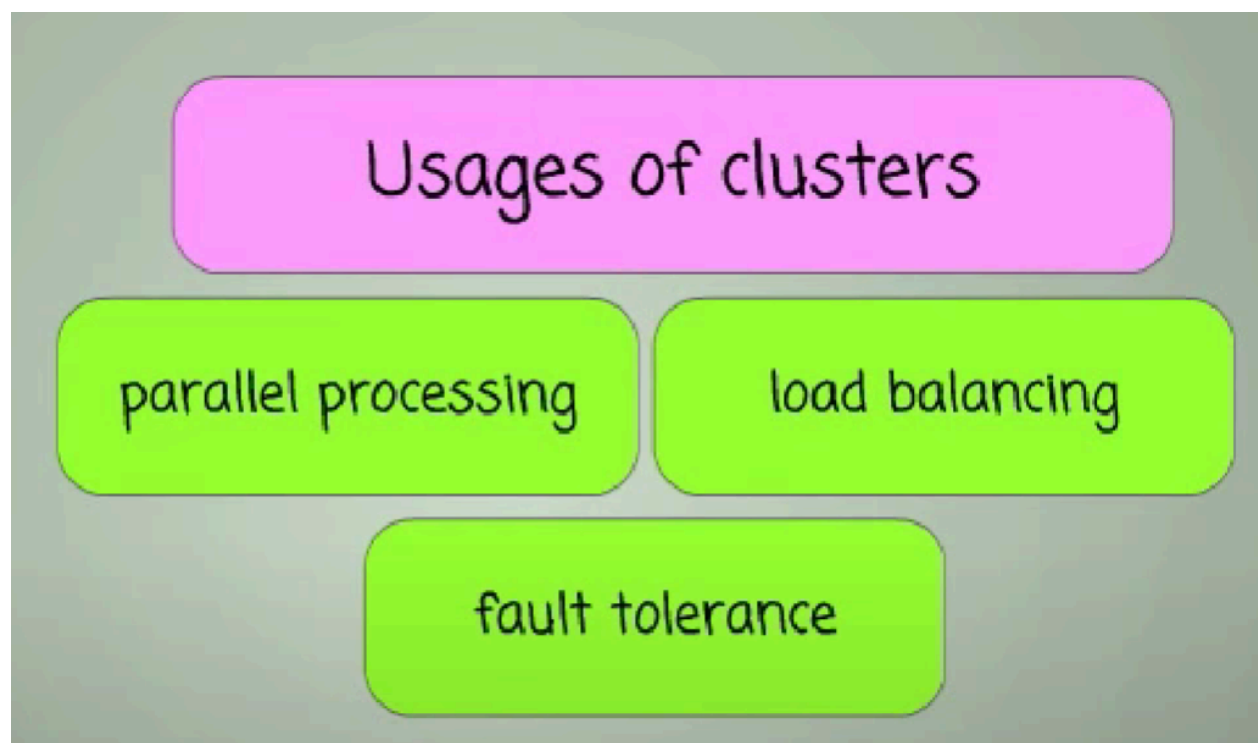 Usages of clusters
parallel processing
load balancing
fault tolerance